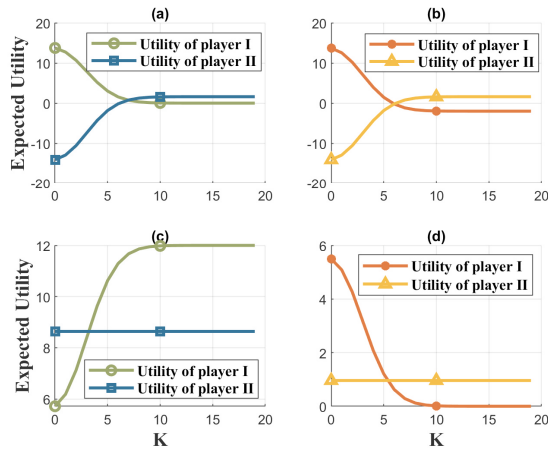 (a)
20
10
0
-10
-20
Expected Utility
Utility of player I
Utility of player II
0
5
10
15
20
(b)
20
10
0
-10
-20
Utility of player I
Utility of player II
0
5
10
15
20
(c)
12
10
8
6
Expected Utility
Utility of player I
Utility of player II
0
5
10
15
20
K
(d)
6
4
2
0
Utility of player I
Utility of player II
0
5
10
15
20
K